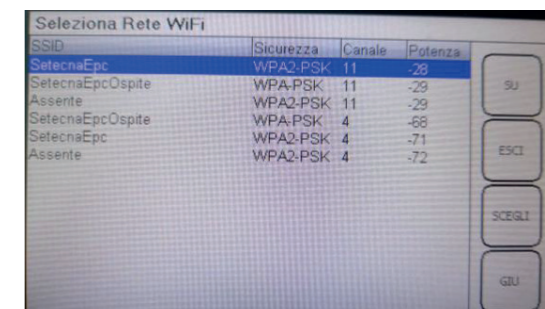 Seleziona Rete WiFi
SSID Sicurezza Canale Potenza
SetecnaEpc WPA2-PSK 11 -28
SetecnaEpcOspite WPA-PSK 11 -29
Assente WPA2-PSK 11 -29
SetecnaEpcOspite WPA-PSK 4 -68
SetecnaEpc WPA2-PSK 4 -71
Assente WPA2-PSK 4 -72
SU
ESCI
SCEGLI
GIU